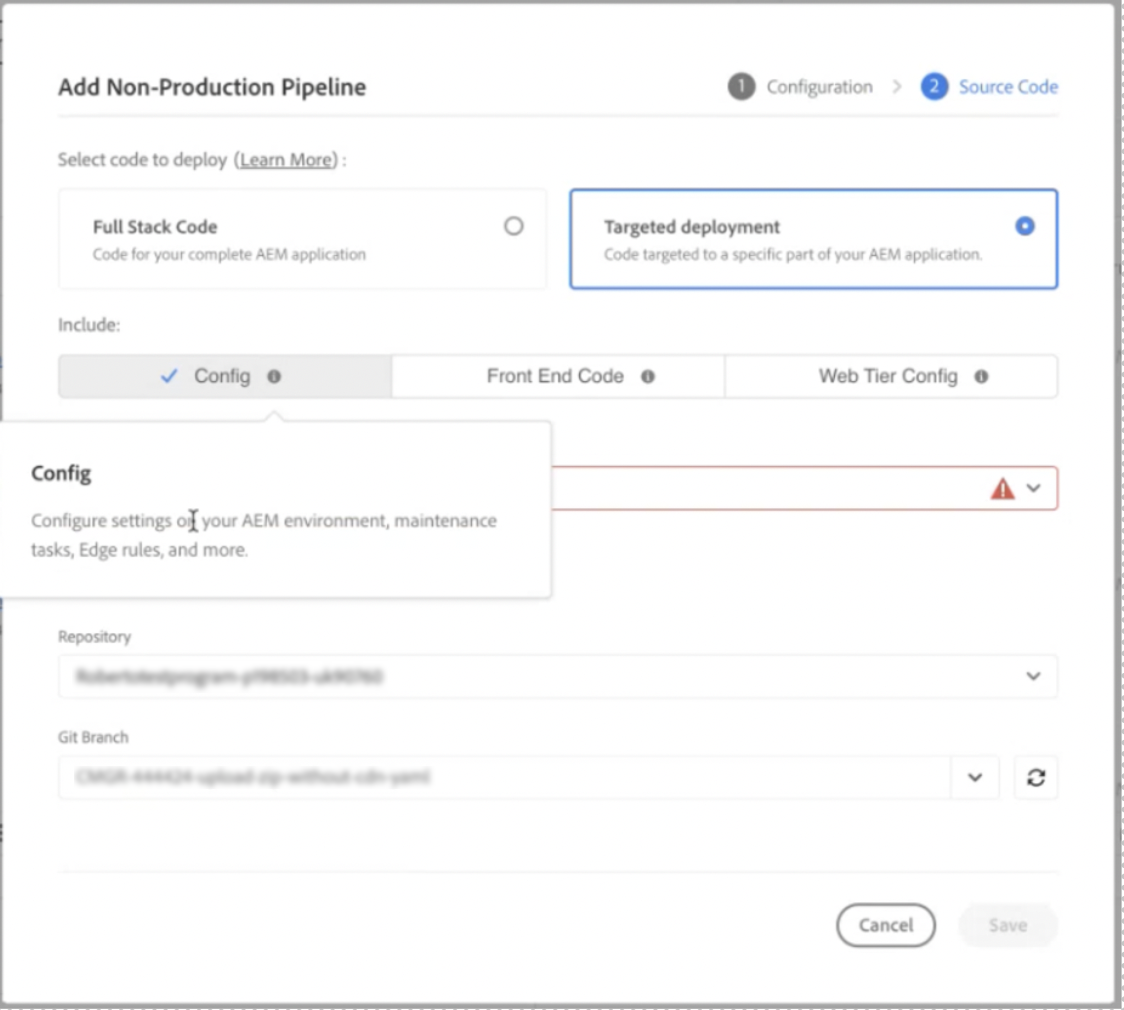 Add Non-Production Pipeline
1 Configuration > 2 Source Code
Select code to deploy (Learn More) :
Full Stack Code
Code for your complete AEM application
Targeted deployment
Code targeted to a specific part of your AEM application.
Include:
Config
Front End Code
Web Tier Config
Config
Configure settings on your AEM environment, maintenance
tasks, Edge rules, and more.
Repository
Git Branch
Cancel
Save